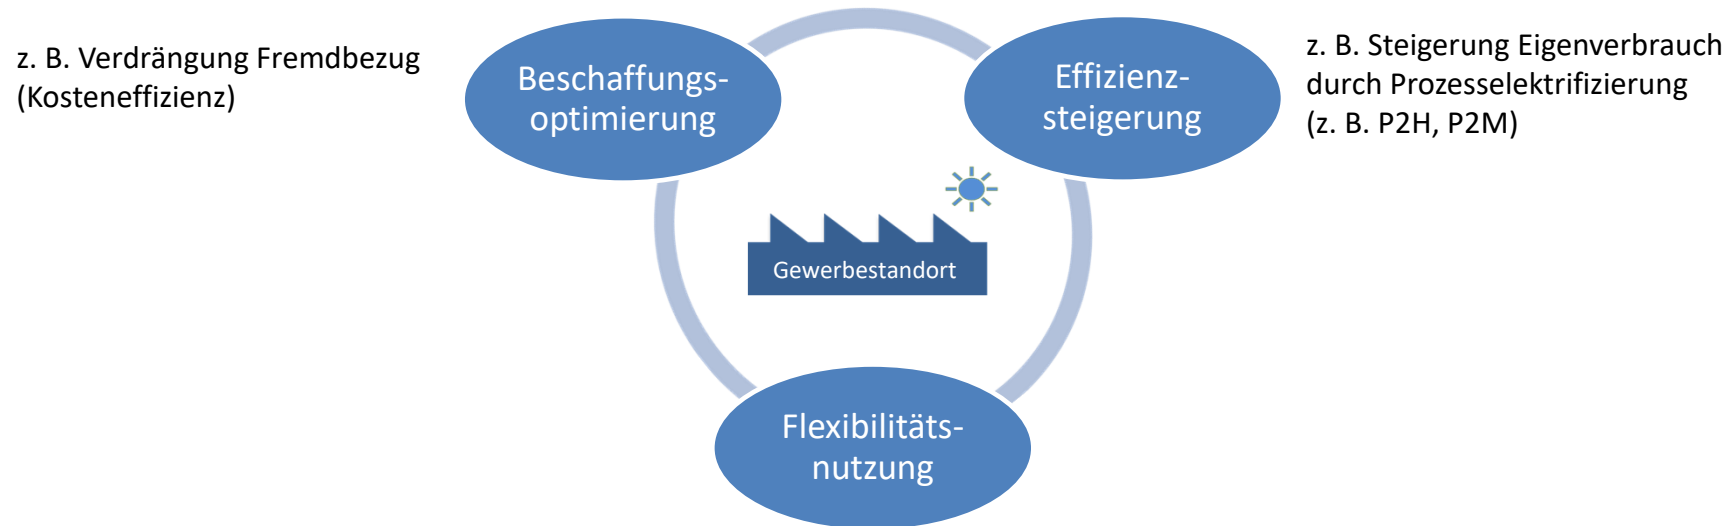 z. B. Verdrängung Fremdbezug
(Kosteneffizienz)
Beschaffungs-
optimierung
Effizienz-
steigerung
z. B. Steigerung Eigenverbrauch
durch Prozesselektrifizierung
(z. B. P2H, P2M)
Gewerbestandort
Flexibilitäts-
nutzung